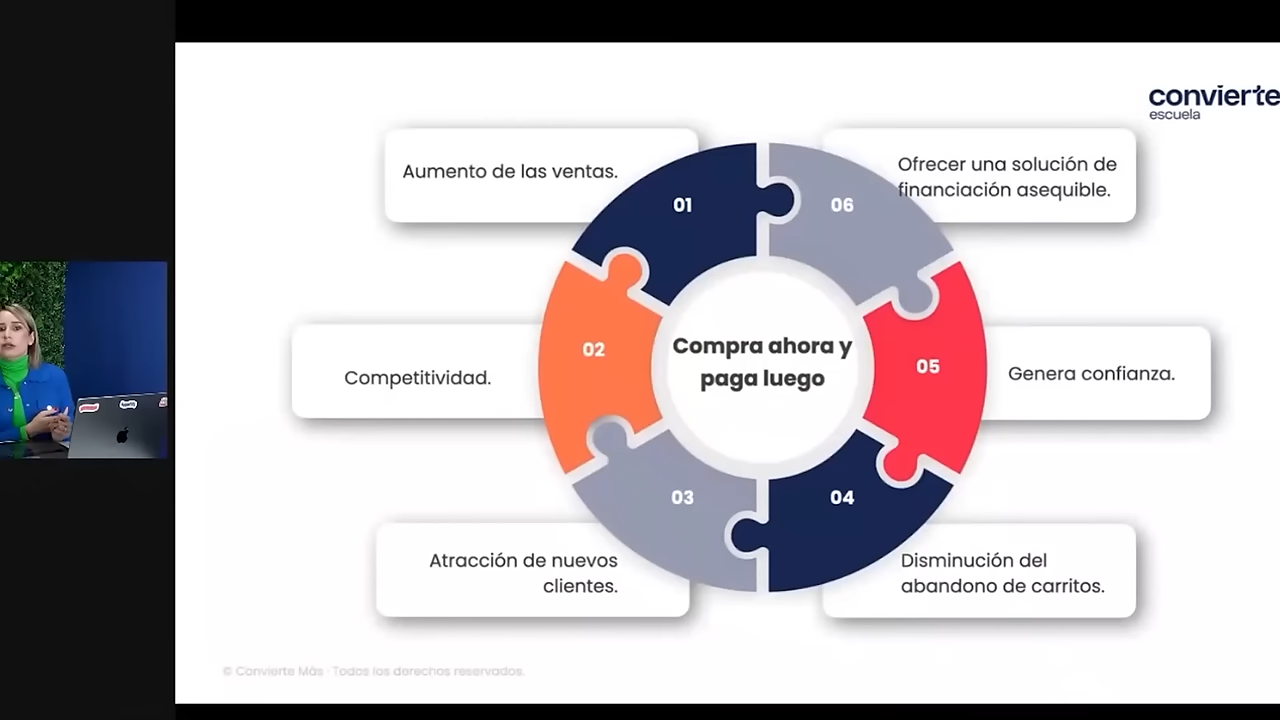 convierte
escuela
Aumento de las ventas.
01
06
Ofrecer una solución de
financiación asequible.
Competitividad.
02
Compra ahora y
paga luego
05
Genera confianza.
Atracción de nuevos
clientes.
03
04
Disminución del
abandono de carritos.
© Convierte Más · Todos los derechos reservados.